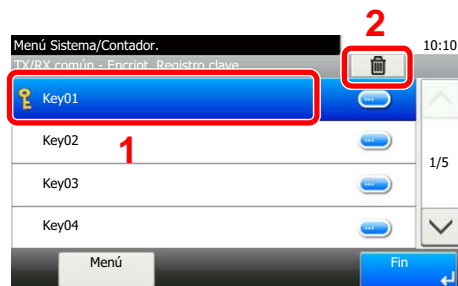 2
Menú Sistema/Contador.
10:10
TX/RX común - Encript. Registro clave
Key01
Key02
1
1/5
Key03
Key04
Menú
Fin